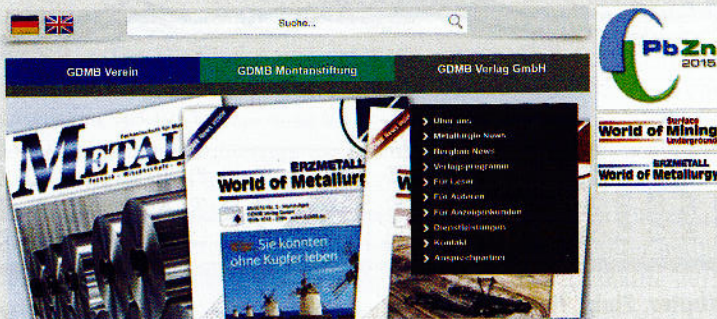 Suche...
PbZn
2015
GDMB Verein
GDMB Montanstiftung
GDMB Verlag GmbH
METAL
ERZMETALL
World of Metallurg
Sie könnten
ohne Kupfer leben
W
Über uns
Metallurgie News
Bergbau News
Verlagsprogramm
Für Leser
Für Autoren
Für Anzeigenkunden
Dienstleistungen
Kontakt
Ansprechpartner
Surface
World of Mining
Underground
ERZMETALL
World of Metallurgy